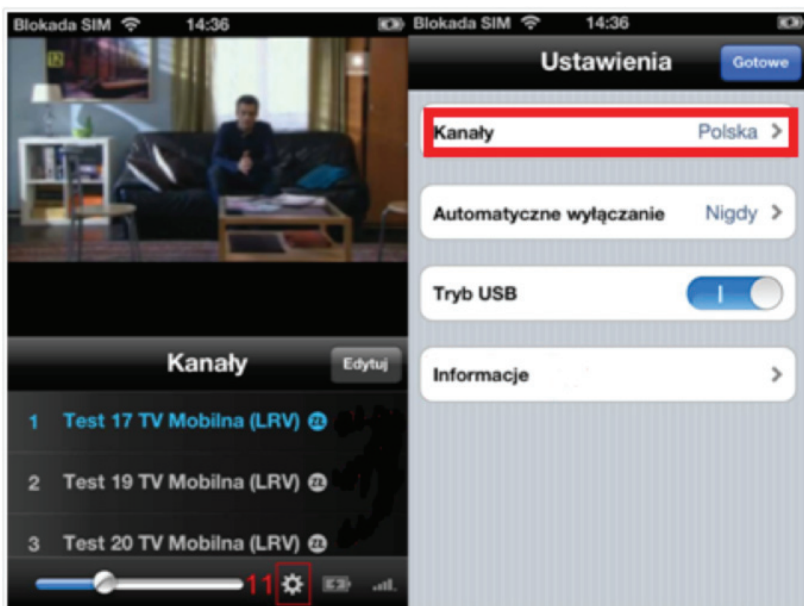 Blokada SIM 14:36
Kanały
Edytuj
1 Test 17 TV Mobilna (LRV)
2 Test 19 TV Mobilna (LRV)
3 Test 20 TV Mobilna (LRV)
11
Blokada SIM 14:36
Ustawienia
Gotowe
Kanały Polska
Automatyczne wyłączanie Nigdy
Tryb USB
Informacje